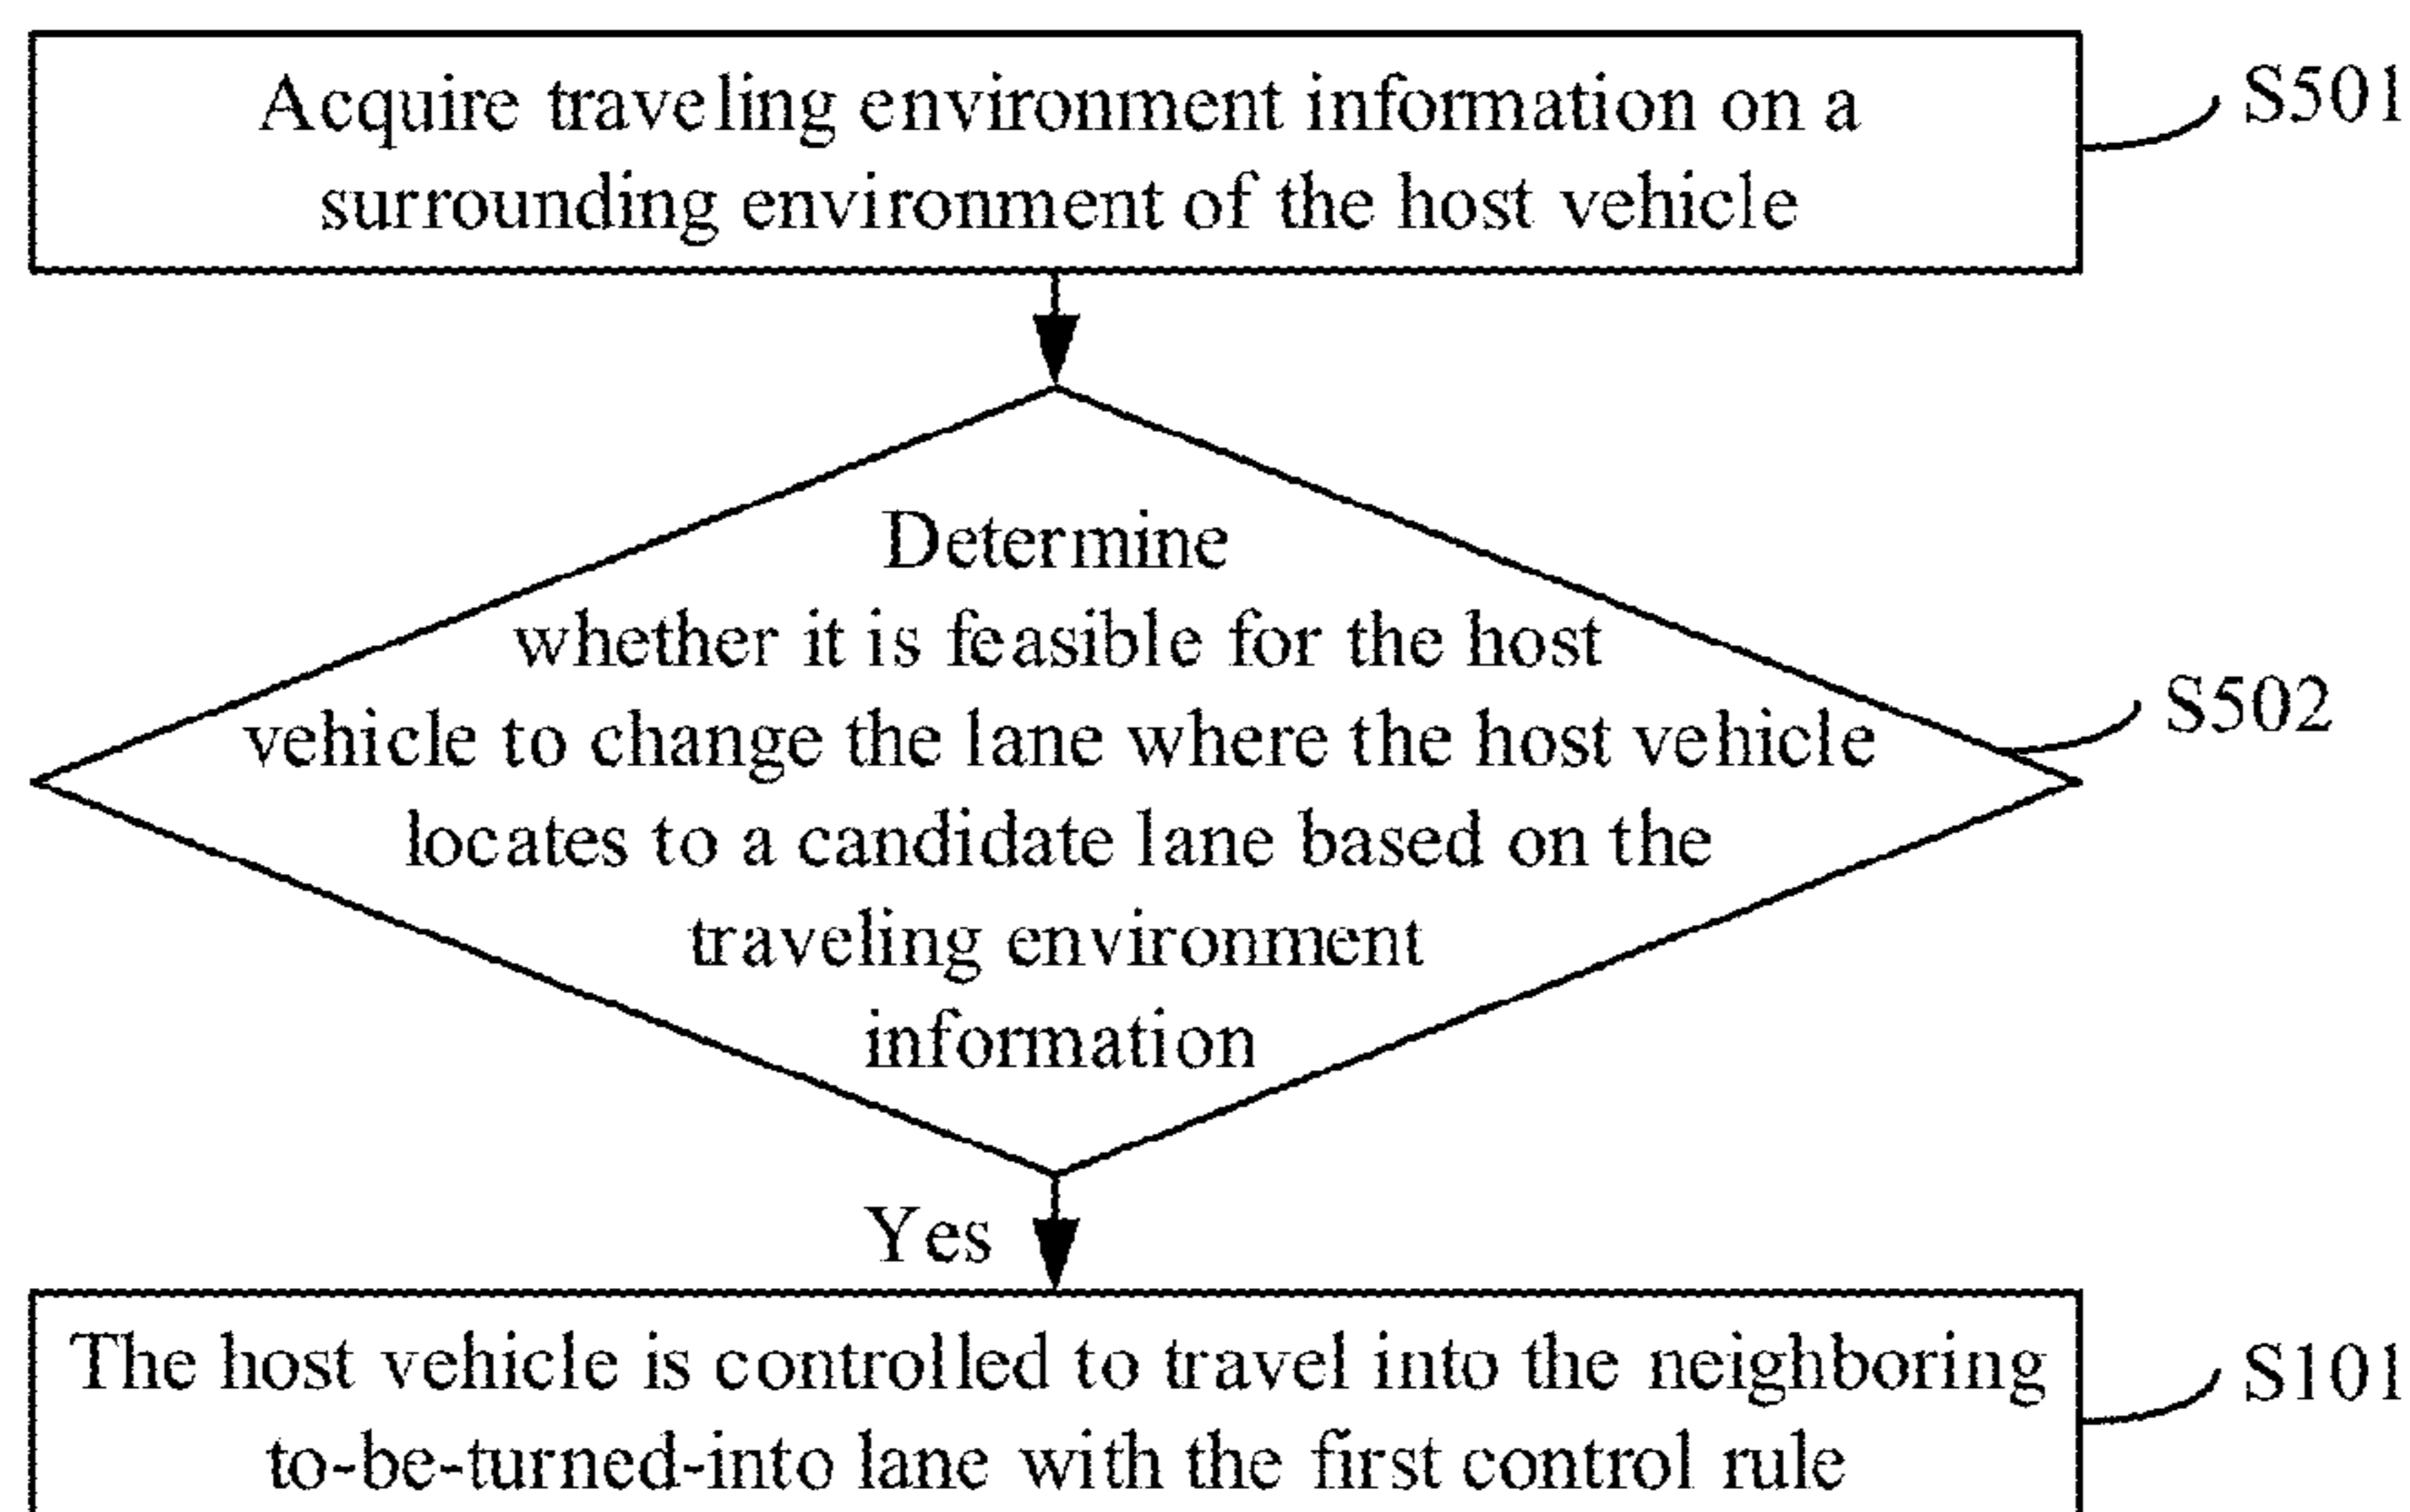 Acquire traveling environment information on a
surrounding environment of the host vehicle
S501
Determine
whether it is feasible for the host
vehicle to change the lane where the host vehicle
locates to a candidate lane based on the
traveling environment
information
S502
Yes
The host vehicle is controlled to travel into the neighboring
to-be-turned-into lane with the first control rule
S101